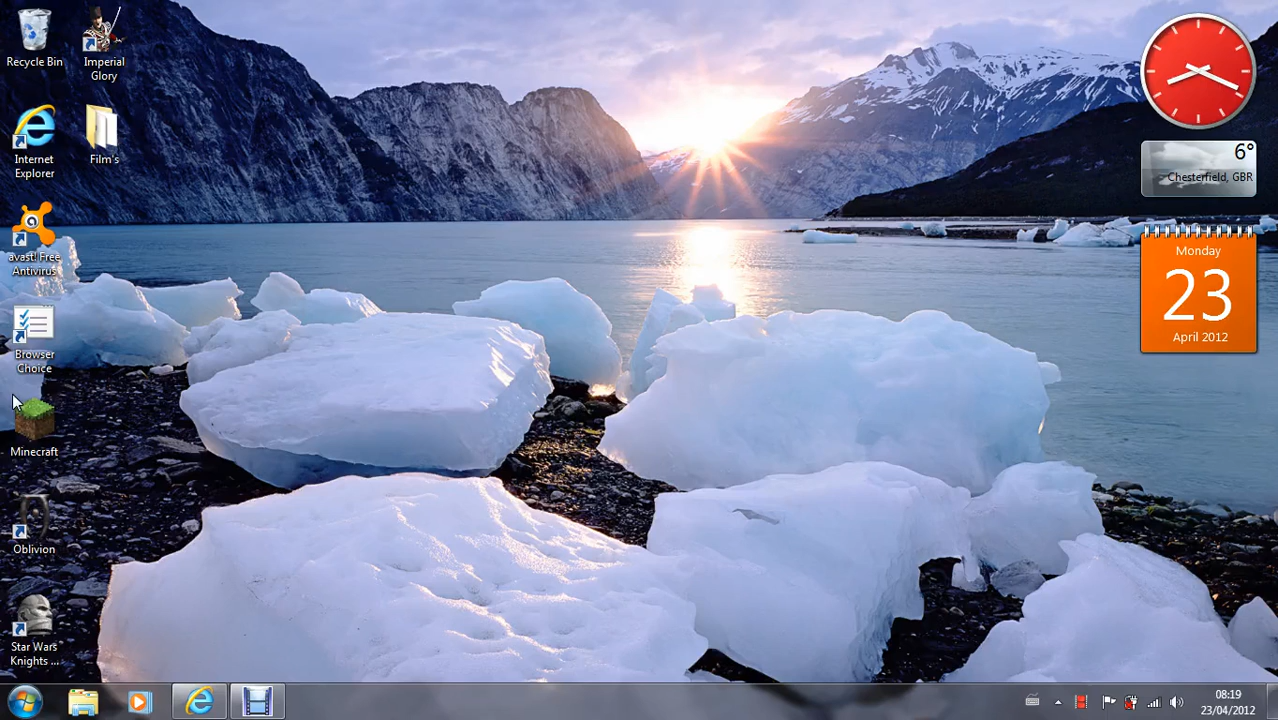 Recycle Bin
Imperial
Glory
Internet
Explorer
Film's
avast! Free
Antivirus
Browser
Choice
Minecraft
Oblivion
Star Wars
Knights ...
6°
Chesterfield, GBR
Monday
23
April 2012
08:19
23/04/2012